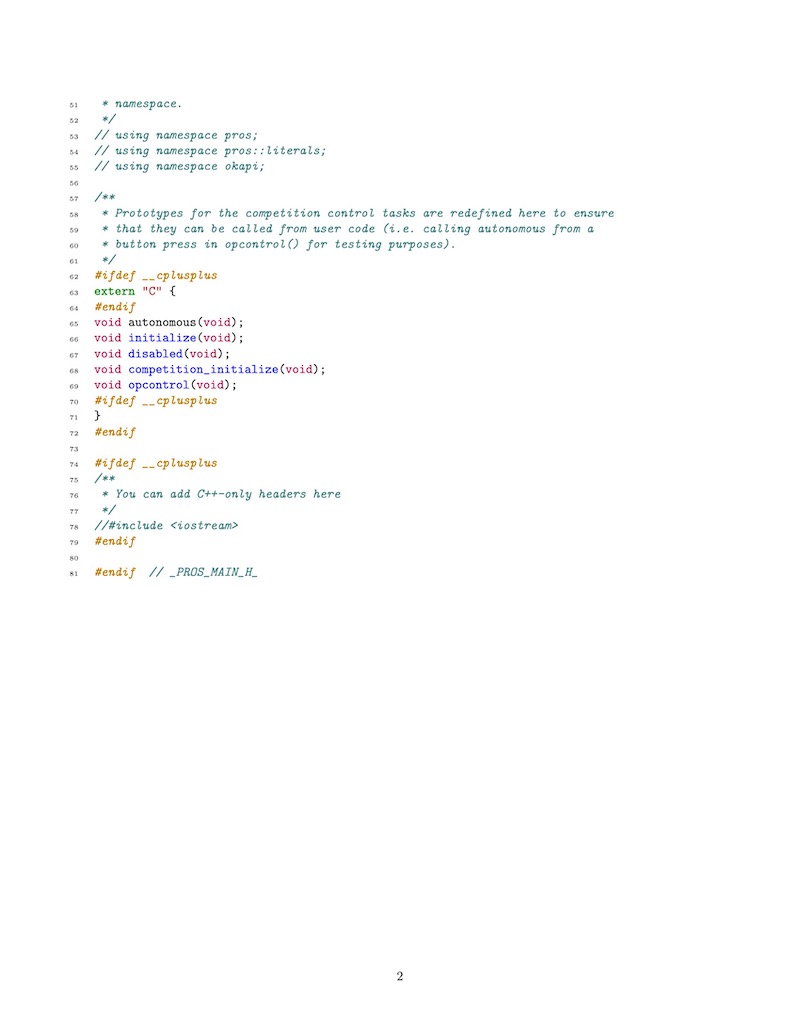 51 * namespace.
52 */
53 // using namespace pros;
54 // using namespace pros::literals;
55 // using namespace okapi;
56
57 /**
58 * Prototypes for the competition control tasks are redefined here to ensure
59 * that they can be called from user code (i.e. calling autonomous from a
60 * button press in opcontrol() for testing purposes).
61 */
62 #ifdef __cplusplus
63 extern "C" {
64 #endif
65 void autonomous(void);
66 void initialize(void);
67 void disabled(void);
68 void competition_initialize(void);
69 void opcontrol(void);
70 #ifdef __cplusplus
71 }
72 #endif
73
74 #ifdef __cplusplus
75 /**
76 * You can add C++-only headers here
77 */
78 //#include <iostream>
79 #endif
80
81 #endif // _PROS_MAIN_H_
2